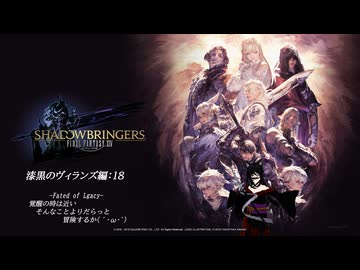 SHADOWBRINGERS
FINAL FANTASY XIV
漆黒のヴィランズ編:18
-Fated of Lgacy-
覚醒の時は近い
そんなことよりだらっと
冒険するか(´･ω･`)